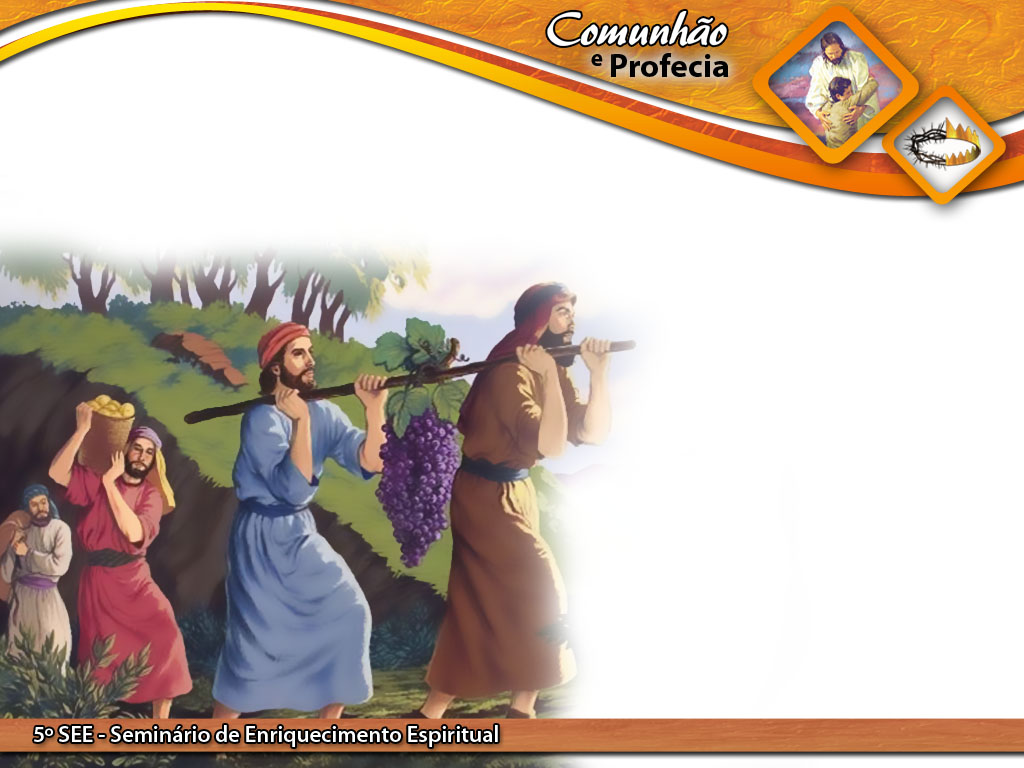 Comunhão
e Profecia
5º SEE - Seminário de Enriquecimento Espiritual